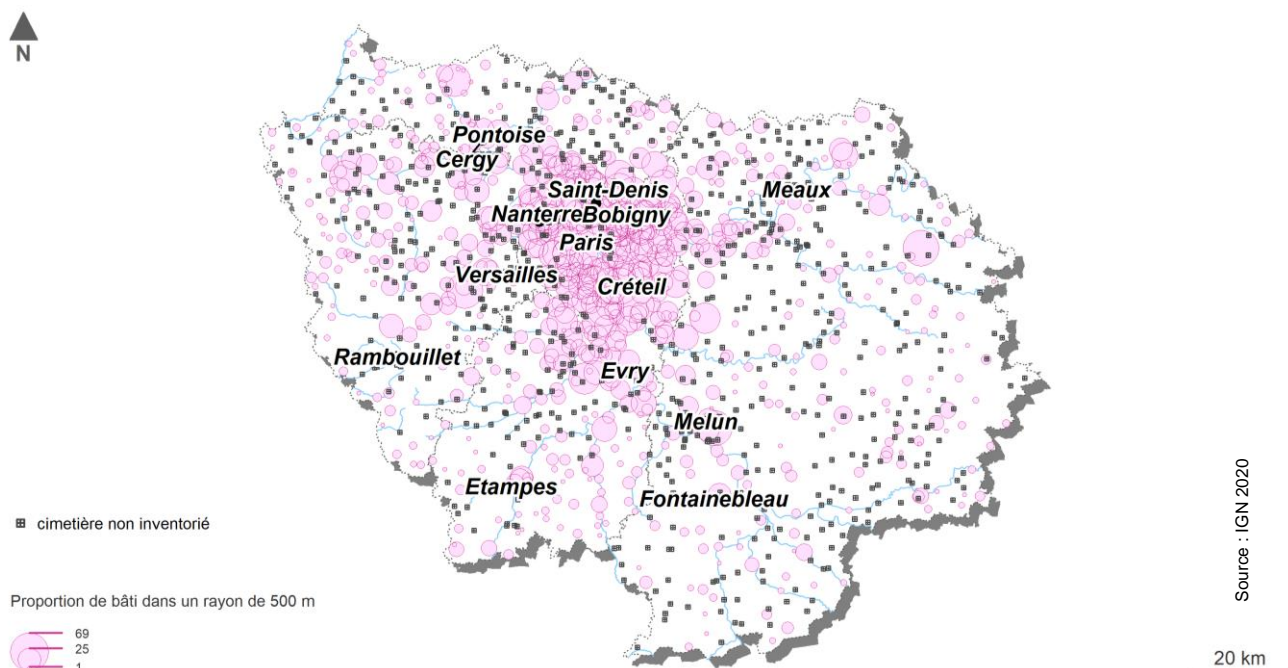 N
Pontoise
Cergy
Saint-Denis
Meaux
NanterreBobigny
Paris
Versailles
Créteil
Rambouillet
Evry
Melun
Etampes
Fontainebleau
cimetière non inventorié
Proportion de bâti dans un rayon de 500 m
69
25
1
Source : IGN 2020
20 km